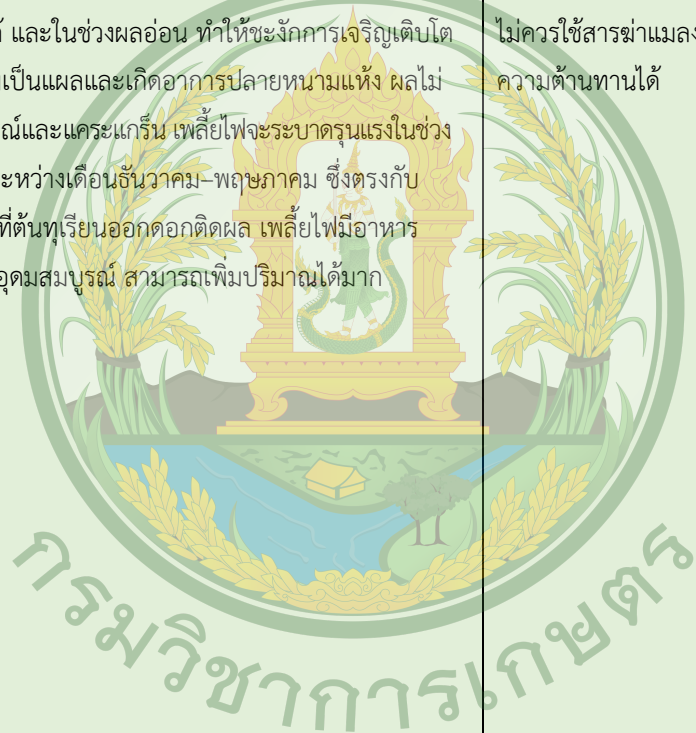 และในช่วงผลอ่อน ทำให้ชะงักการเจริญเติบโต
เป็นแผลและเกิดอาการปลายหนามแห้ง ผลไม่
ณ์และแคระแกร็น เพลี้ยไฟจะระบาดรุนแรงในช่วง
ะหว่างเดือนธันวาคม–พฤษภาคม ซึ่งตรงกับ
ที่ต้นทุเรียนออกดอกติดผล เพลี้ยไฟมีอาหาร
อุดมสมบูรณ์ สามารถเพิ่มปริมาณได้มาก
ไม่ควรใช้สารฆ่าแมลง
ความต้านทานได้
กรมวิชาการเกษตร